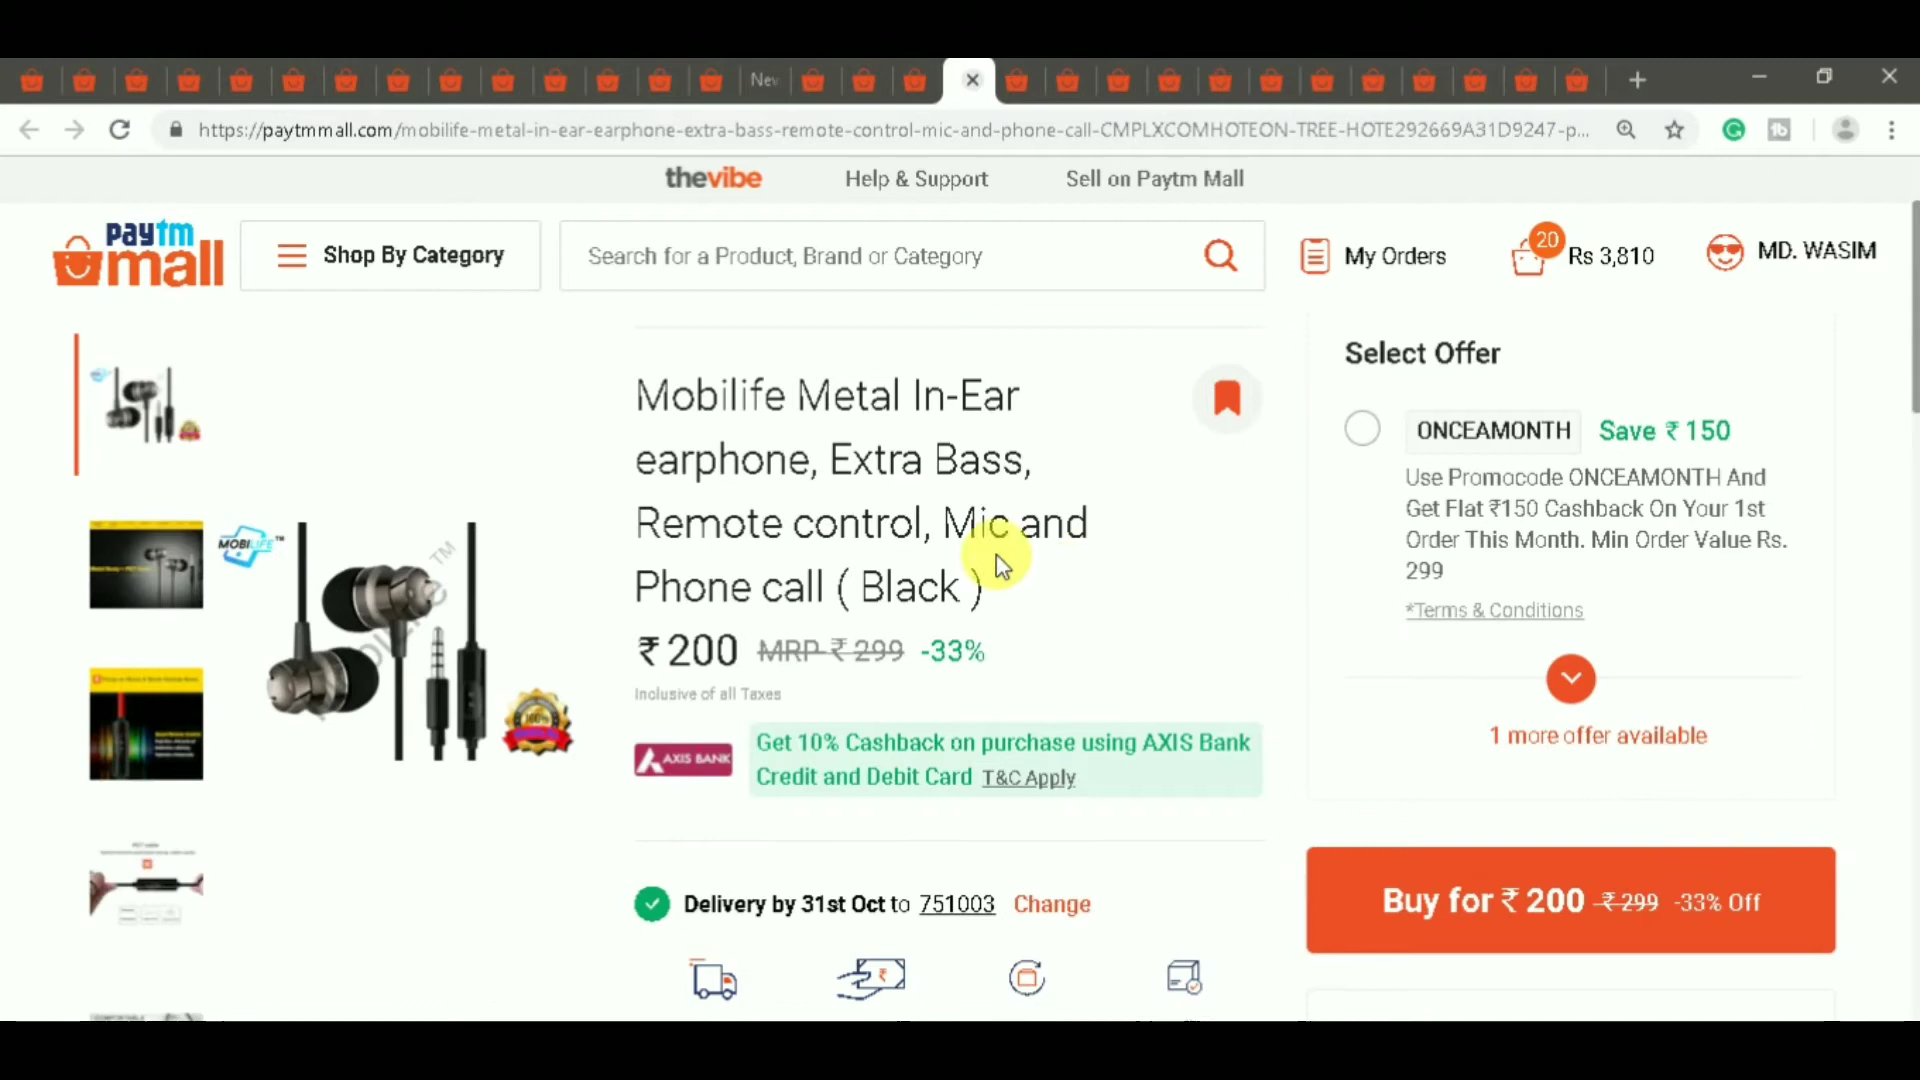 New
https://paytmmall.com/mobilife-metal-in-ear-earphone-extra-bass-remote-control-mic-and-phone-call-CMPLXCOMHOTEON-TREE-HOTE292669A31D9247-p...
thevibe
Help & Support
Sell on Paytm Mall
paytm
mall
Shop By Category
Search for a Product, Brand or Category
My Orders
20
Rs 3,810
MD. WASIM
Mobilife Metal In-Ear
earphone, Extra Bass,
Remote control, Mic and
Phone call ( Black )
₹200 MRP ₹299 -33%
Inclusive of all Taxes
AXIS BANK
Get 10% Cashback on purchase using AXIS Bank
Credit and Debit Card T&C Apply
Delivery by 31st Oct to 751003 Change
MOBILIFE™
100%
Select Offer
ONCEAMONTH Save ₹150
Use Promocode ONCEAMONTH And
Get Flat ₹150 Cashback On Your 1st
Order This Month. Min Order Value Rs.
299
*Terms & Conditions
1 more offer available
Buy for ₹200 ₹299 -33% Off